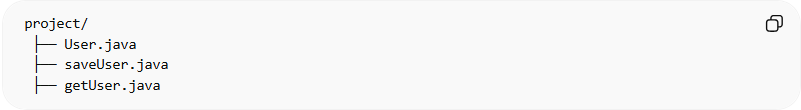 project/
├── User.java
├── saveUser.java
├── getUser.java